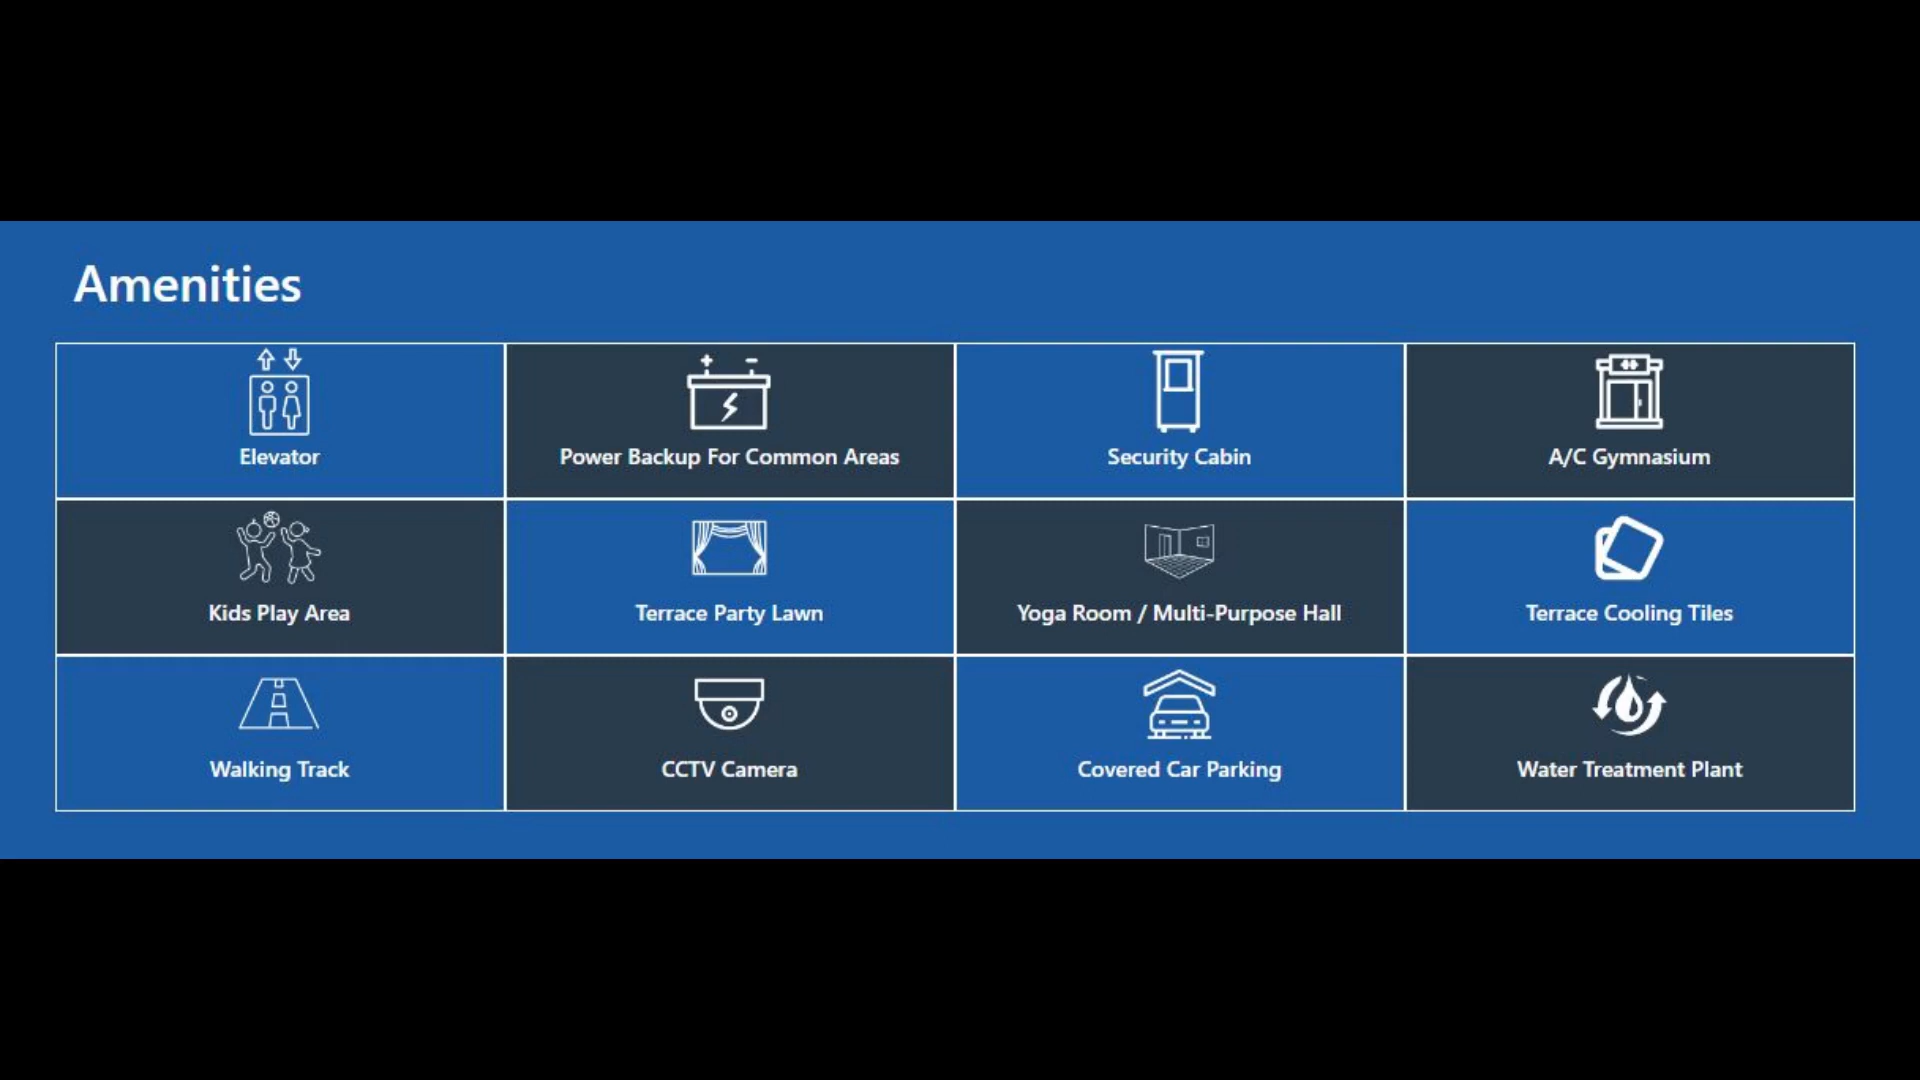 Amenities
Elevator
Power Backup For Common Areas
Security Cabin
A/C Gymnasium
Kids Play Area
Terrace Party Lawn
Yoga Room / Multi-Purpose Hall
Terrace Cooling Tiles
Walking Track
CCTV Camera
Covered Car Parking
Water Treatment Plant